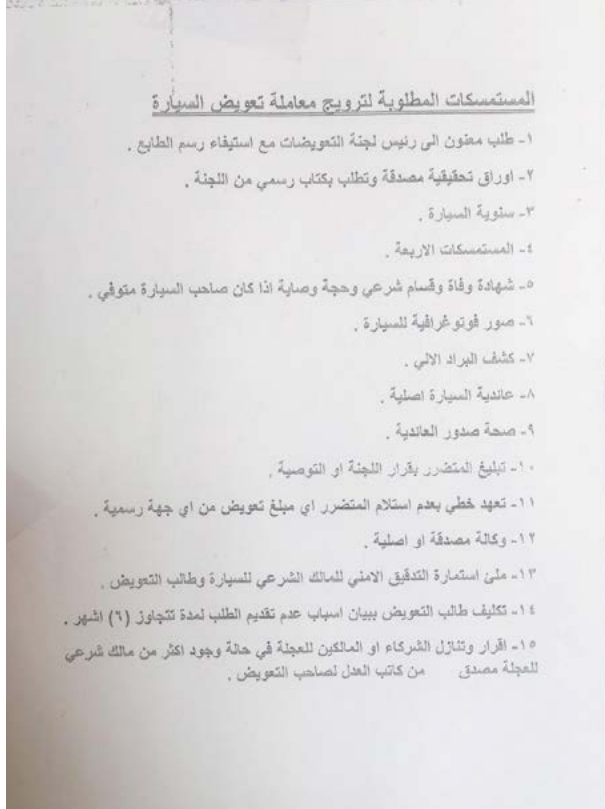 المستمسكات المطلوبة لترويج معاملة تعويض السيارة
١- طلب معنون الى رئيس لجنة التعويضات مع استيفاء رسم الطابع .
٢- اوراق تحقيقية مصدقة وتطلب بكتاب رسمي من اللجنة .
٣- سنوية السيارة .
٤- المستمسكات الاربعة .
٥- شهادة وفاة وقسام شرعي وحجة وصاية اذا كان صاحب السيارة متوفي .
٦- صور فوتوغرافية للسيارة .
٧- كشف البراد الالي .
٨- عائدية السيارة اصلية .
٩- صحة صدور العائدية .
١٠- تبليغ المتضرر بقرار اللجنة او التوصية .
١١- تعهد خطي بعدم استلام المتضرر اي مبلغ تعويض من اي جهة رسمية .
١٢- وكالة مصدقة او اصلية .
١٣- ملئ استمارة التدقيق الامني للمالك الشرعي للسيارة وطالب التعويض .
١٤- تكليف طالب التعويض ببيان اسباب عدم تقديم الطلب لمدة تتجاوز (٦) اشهر .
١٥- اقرار وتنازل الشركاء او المالكين للعجلة في حالة وجود اكثر من مالك شرعي
للعجلة مصدق من كاتب العدل لصاحب التعويض .